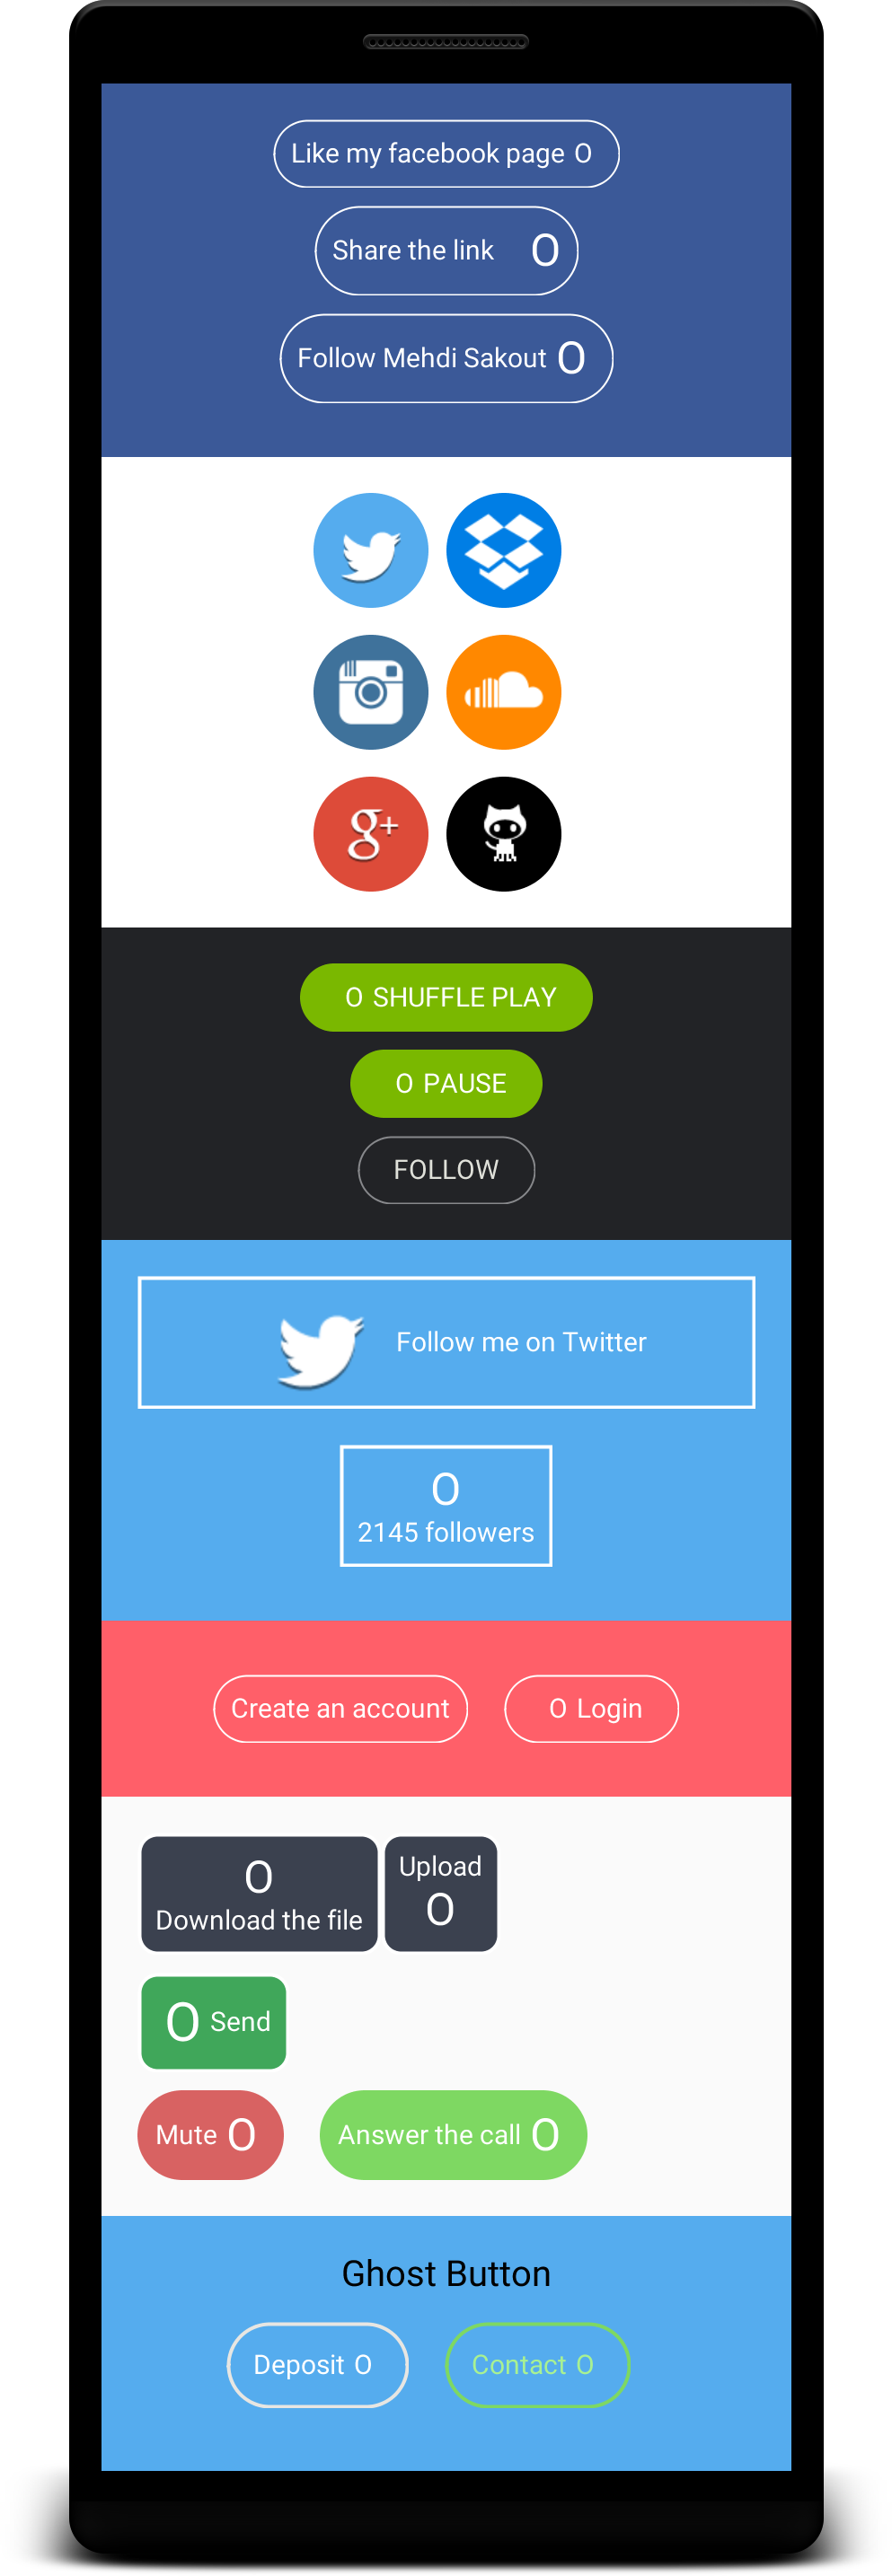 Like my facebook page O
Share the link O
Follow Mehdi Sakout O
g+
O SHUFFLE PLAY
O PAUSE
FOLLOW
Follow me on Twitter
O
2145 followers
Create an account
O Login
O
Download the file
Upload
O
O Send
Mute O
Answer the call O
Ghost Button
Deposit O
Contact O